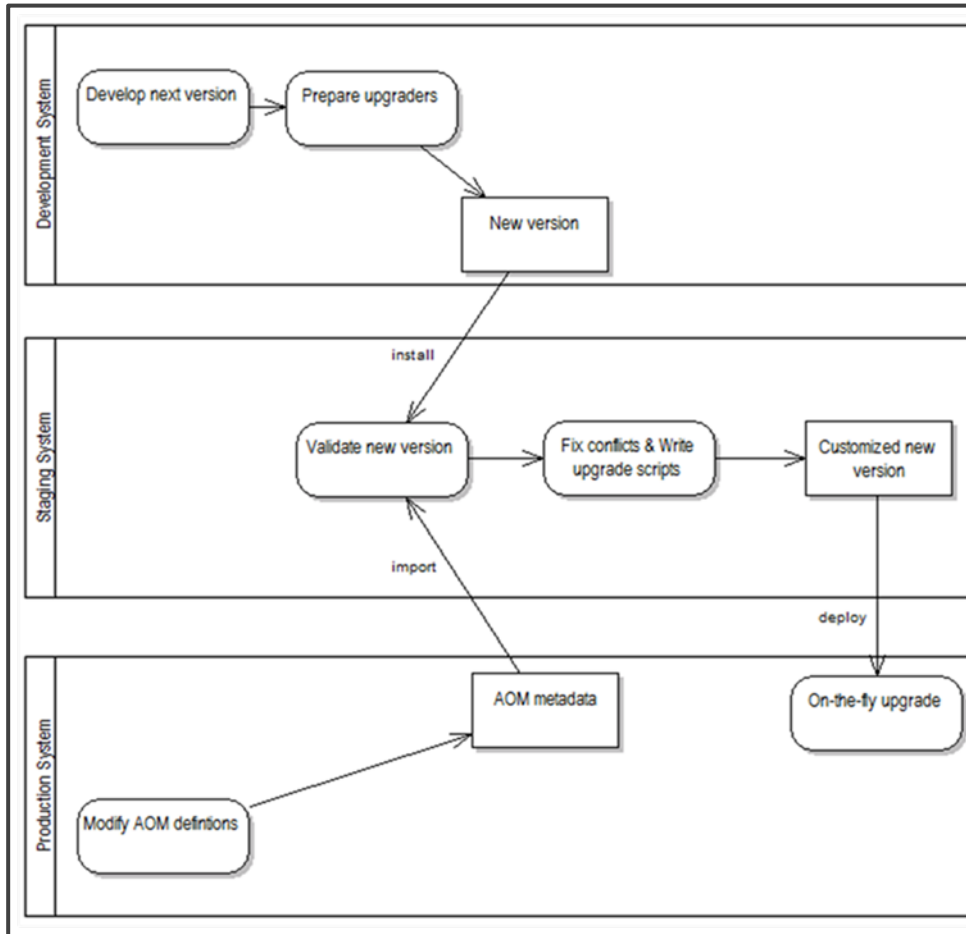 Development System
Develop next version
Prepare upgraders
New version
install
Staging System
Validate new version
Fix conflicts & Write
upgrade scripts
Customized new
version
import
deploy
Production System
AOM metadata
On-the-fly upgrade
Modify AOM defintions